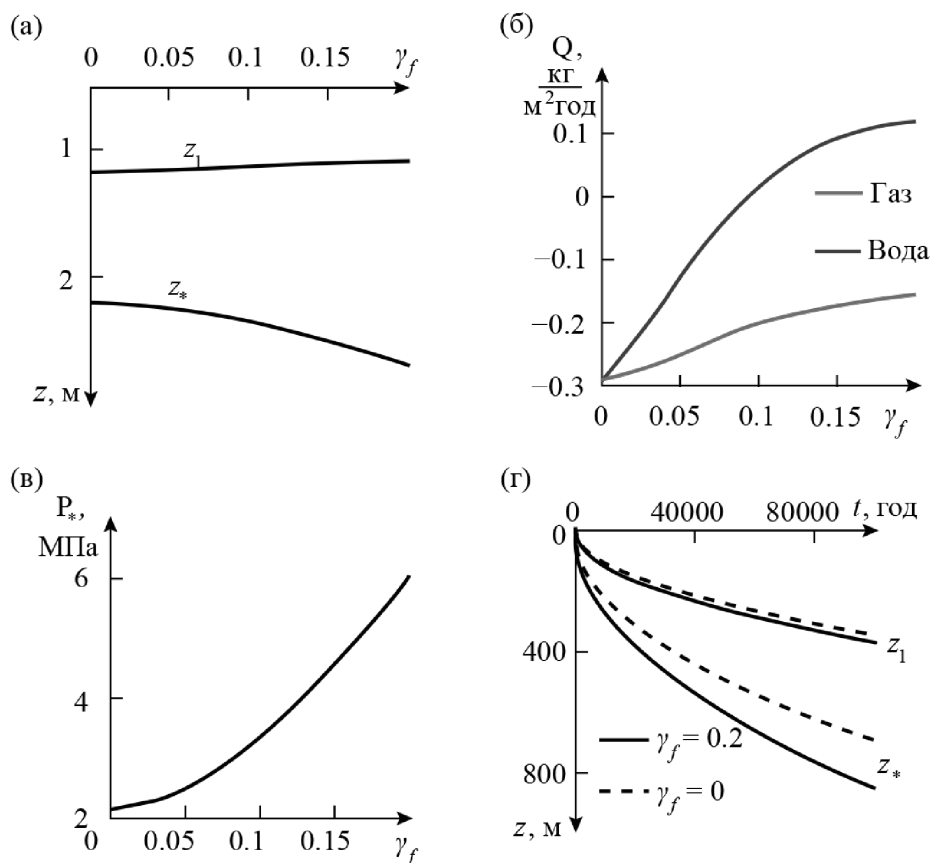 (а)
0 0.05 0.1 0.15 γ_f
1
z₁
2
z_*
z, м
(б)
Q,
кг
м²год
0.1
0
−0.1
−0.2
−0.3
Газ
Вода
0 0.05 0.1 0.15 γ_f
(в)
P_*,
МПа
6
4
2
0 0.05 0.1 0.15 γ_f
(г)
0 40000 80000 t, год
0
400
800
z₁
z_*
γ_f = 0.2
γ_f = 0
z, м